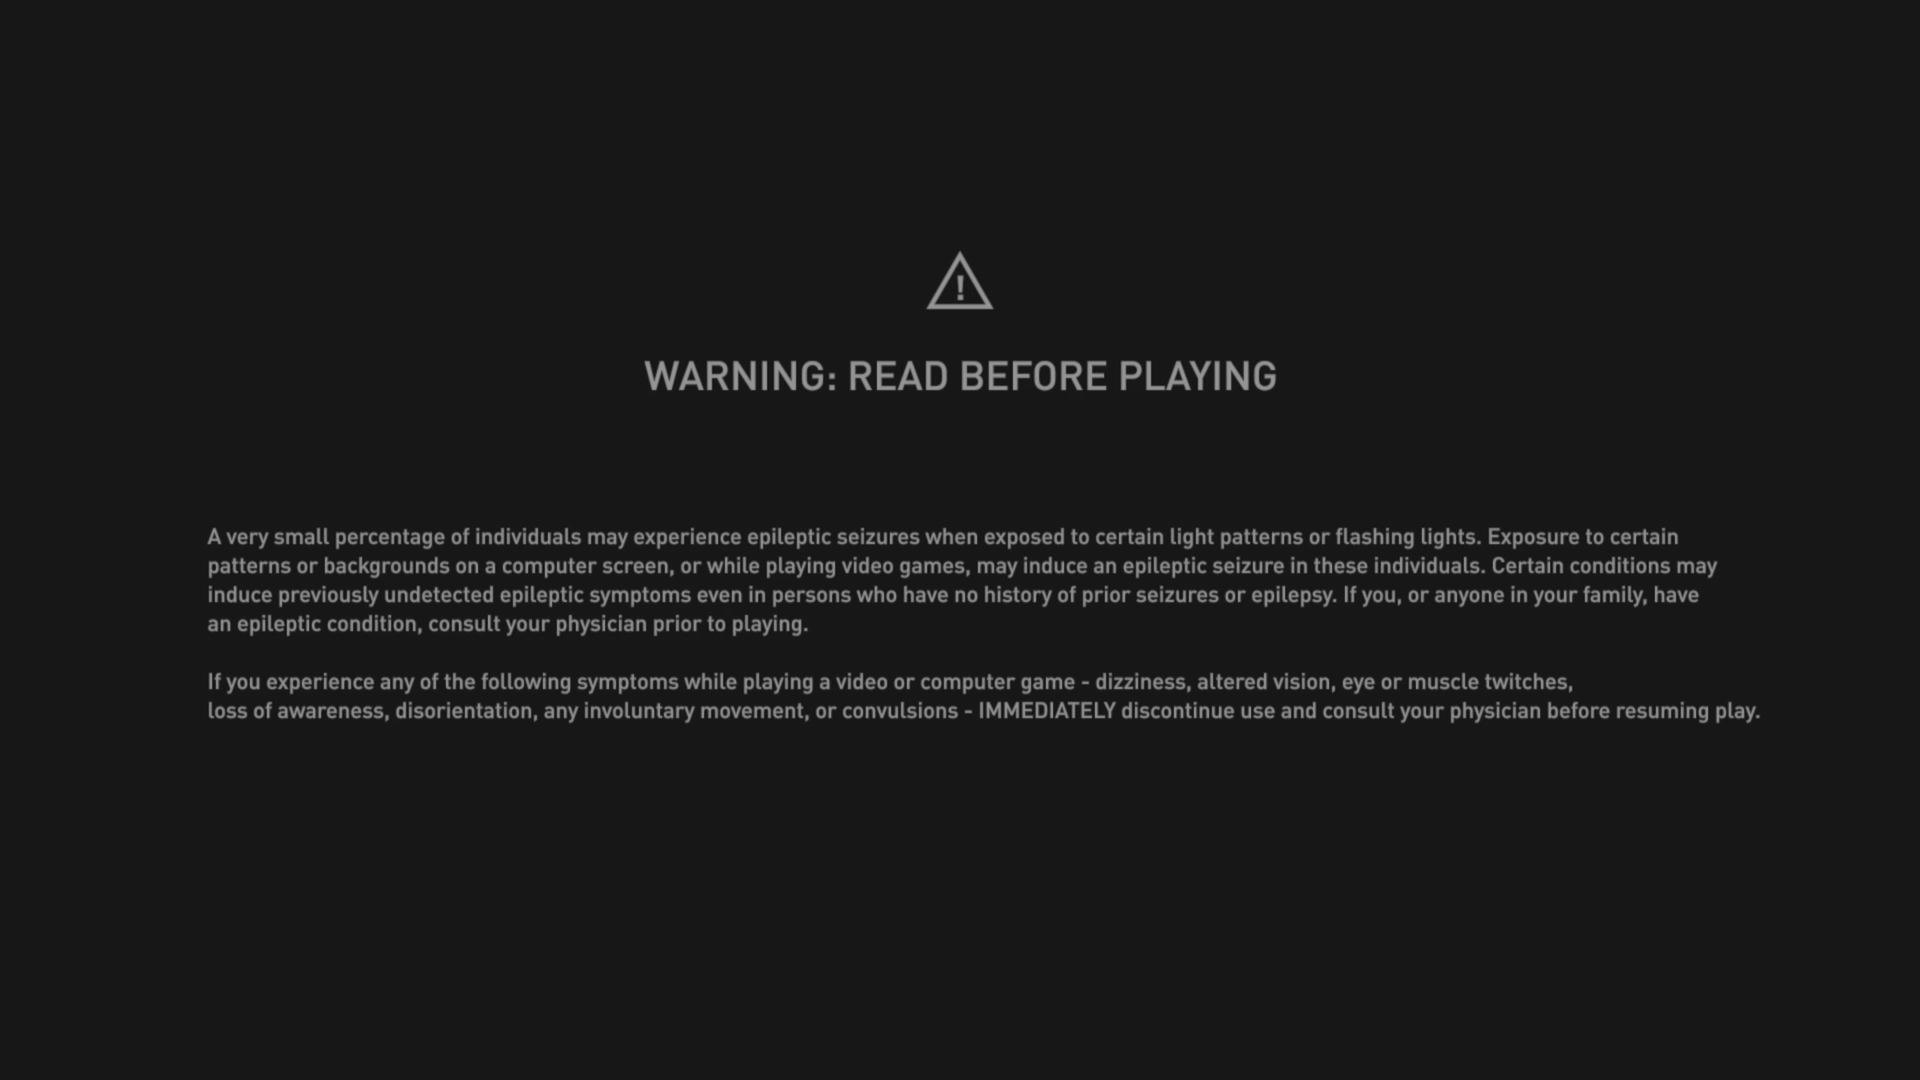 WARNING: READ BEFORE PLAYING
A very small percentage of individuals may experience epileptic seizures when exposed to certain light patterns or flashing lights. Exposure to certain
patterns or backgrounds on a computer screen, or while playing video games, may induce an epileptic seizure in these individuals. Certain conditions may
induce previously undetected epileptic symptoms even in persons who have no history of prior seizures or epilepsy. If you, or anyone in your family, have
an epileptic condition, consult your physician prior to playing.
If you experience any of the following symptoms while playing a video or computer game - dizziness, altered vision, eye or muscle twitches,
loss of awareness, disorientation, any involuntary movement, or convulsions - IMMEDIATELY discontinue use and consult your physician before resuming play.